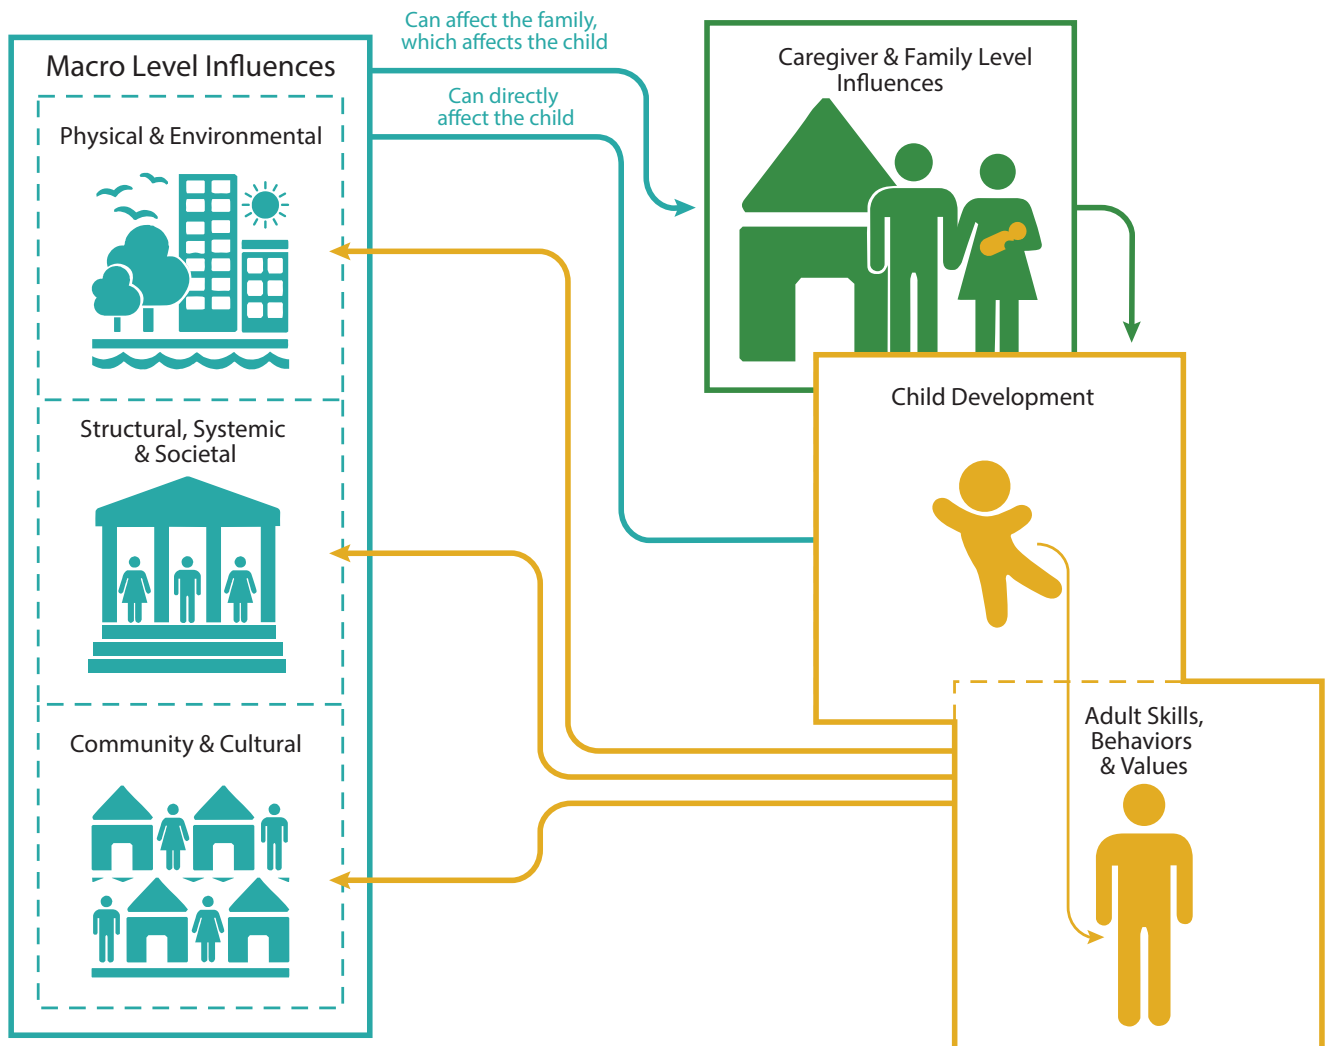 Can affect the family,
which affects the child
Macro Level Influences
Can directly
affect the child
Physical & Environmental
Structural, Systemic
& Societal
Community & Cultural
Caregiver & Family Level
Influences
Child Development
Adult Skills,
Behaviors
& Values